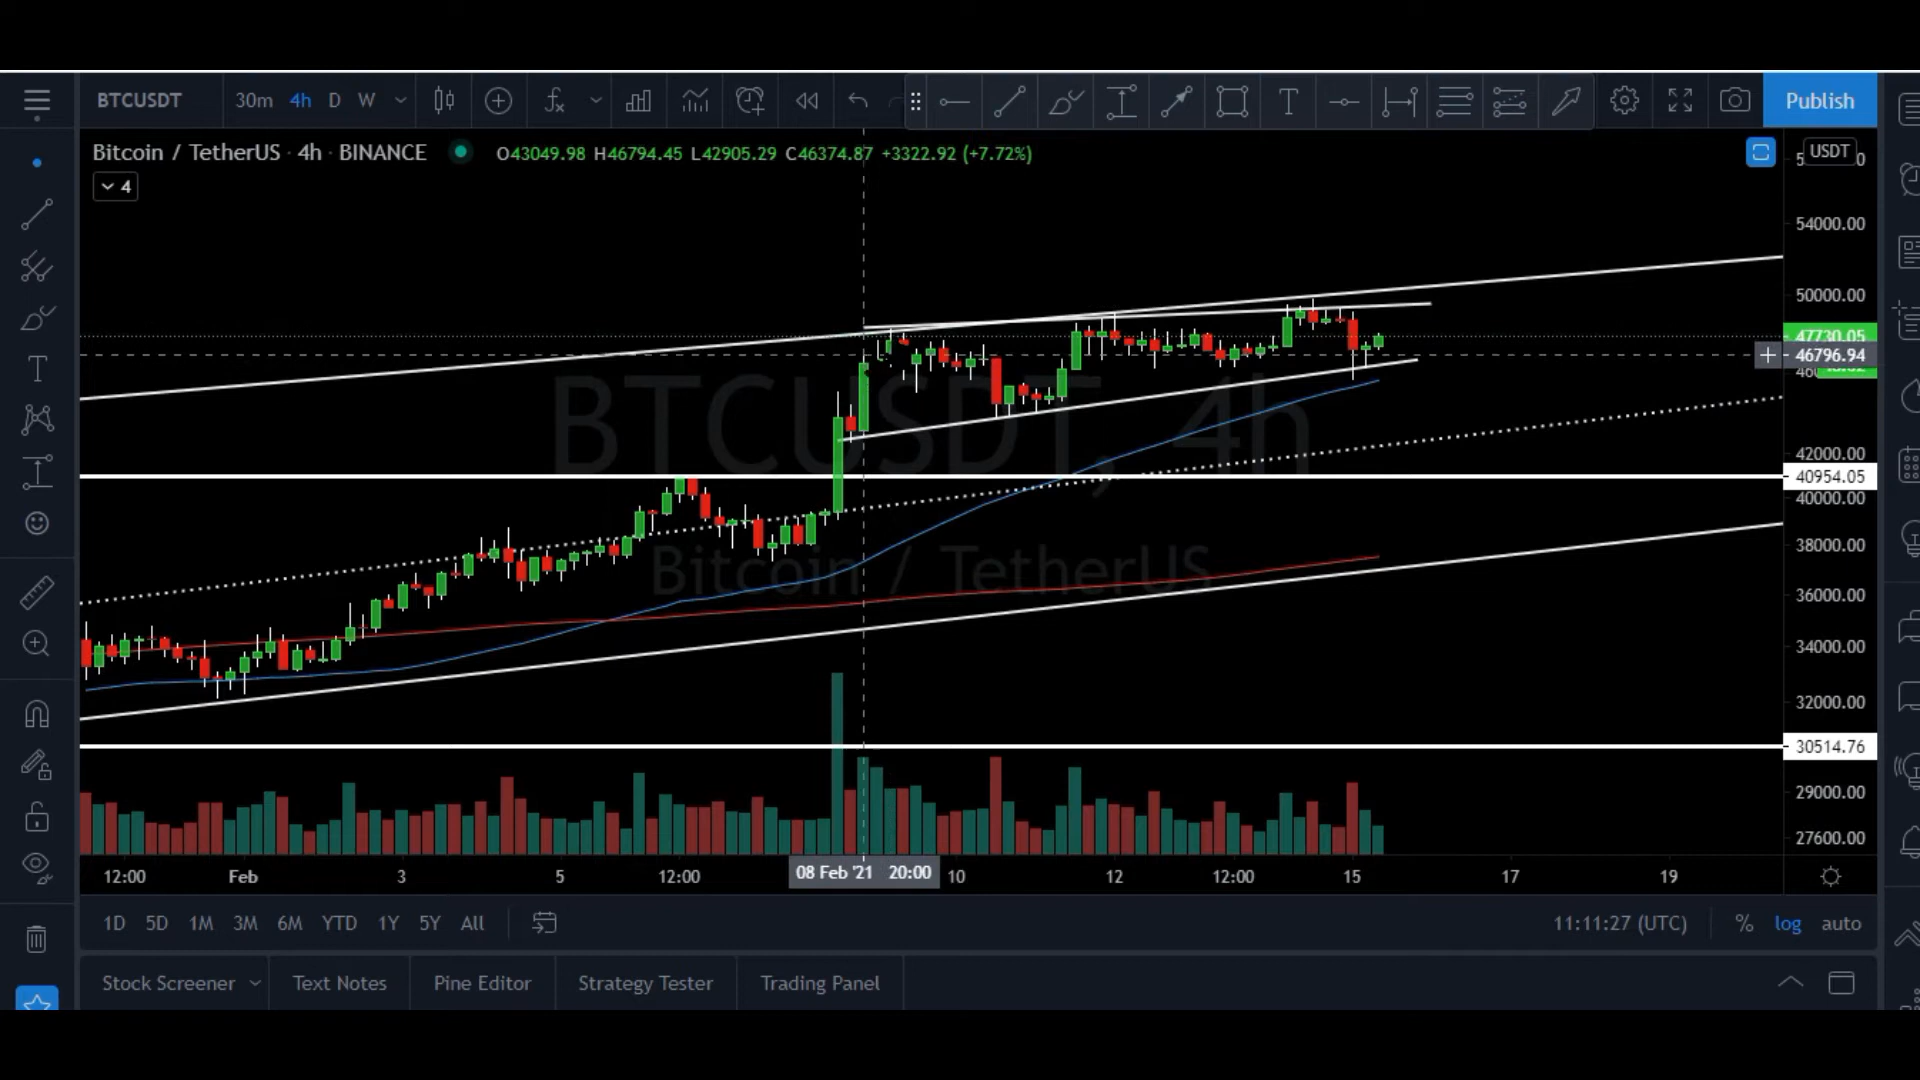 BTCUSDT 30m 4h D W Publish
Bitcoin / TetherUS · 4h · BINANCE O43049.98 H46794.45 L42905.29 C46374.87 +3322.92 (+7.72%) USDT
4
54000.00
50000.00
47730.05
46796.94
BTCUSDT, 4h
42000.00
40954.05
40000.00
Bitcoin / TetherUS
38000.00
36000.00
34000.00
32000.00
30514.76
29000.00
27600.00
12:00 Feb 3 5 12:00 08 Feb '21 20:00 10 12 12:00 15 17 19
1D 5D 1M 3M 6M YTD 1Y 5Y All 11:11:27 (UTC) % log auto
Stock Screener Text Notes Pine Editor Strategy Tester Trading Panel